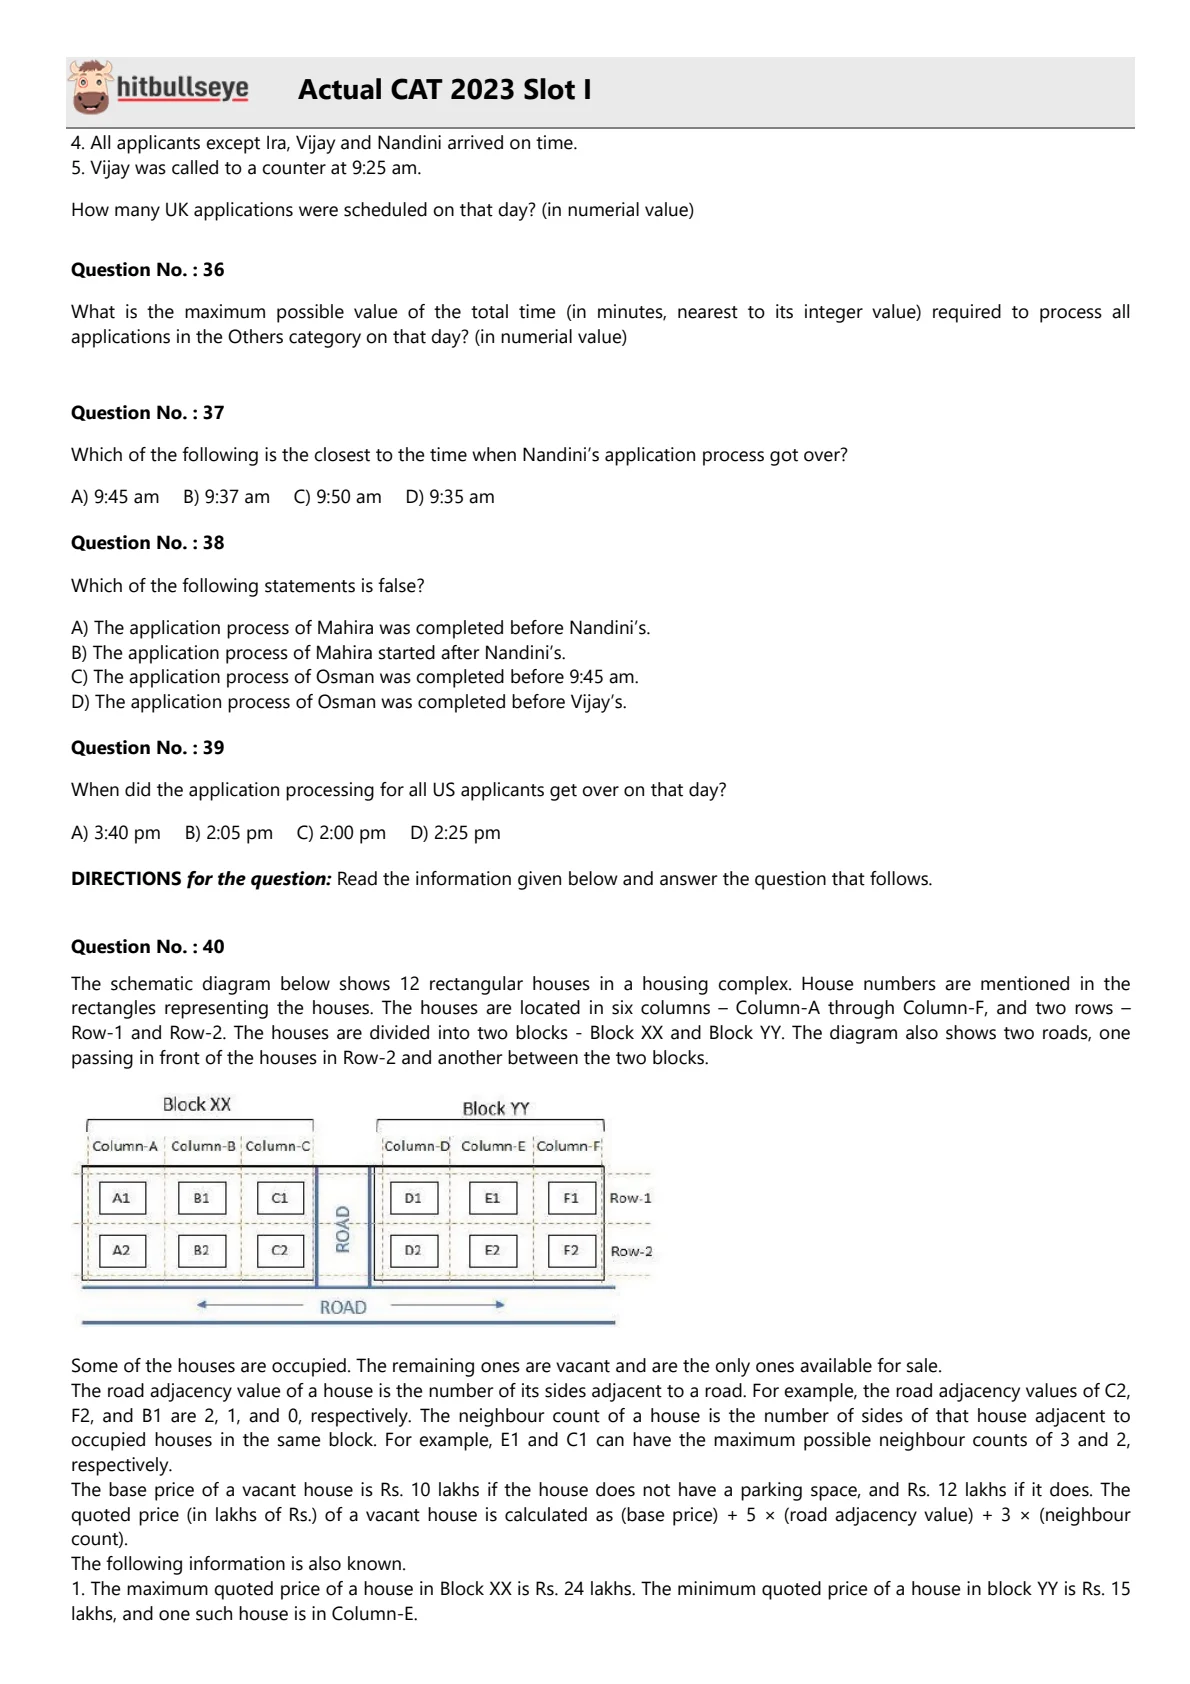 hitbullseye Actual CAT 2023 Slot I
4. All applicants except Ira, Vijay and Nandini arrived on time.
5. Vijay was called to a counter at 9:25 am.
How many UK applications were scheduled on that day? (in numerial value)
Question No. : 36
What is the maximum possible value of the total time (in minutes, nearest to its integer value) required to process all
applications in the Others category on that day? (in numerial value)
Question No. : 37
Which of the following is the closest to the time when Nandini’s application process got over?
A) 9:45 am B) 9:37 am C) 9:50 am D) 9:35 am
Question No. : 38
Which of the following statements is false?
A) The application process of Mahira was completed before Nandini’s.
B) The application process of Mahira started after Nandini’s.
C) The application process of Osman was completed before 9:45 am.
D) The application process of Osman was completed before Vijay’s.
Question No. : 39
When did the application processing for all US applicants get over on that day?
A) 3:40 pm B) 2:05 pm C) 2:00 pm D) 2:25 pm
DIRECTIONS for the question: Read the information given below and answer the question that follows.
Question No. : 40
The schematic diagram below shows 12 rectangular houses in a housing complex. House numbers are mentioned in the
rectangles representing the houses. The houses are located in six columns – Column-A through Column-F, and two rows –
Row-1 and Row-2. The houses are divided into two blocks - Block XX and Block YY. The diagram also shows two roads, one
passing in front of the houses in Row-2 and another between the two blocks.
Block XX Block YY
Column-A Column-B Column-C Column-D Column-E Column-F
A1 B1 C1 D1 E1 F1 Row-1
ROAD
A2 B2 C2 D2 E2 F2 Row-2
ROAD
Some of the houses are occupied. The remaining ones are vacant and are the only ones available for sale.
The road adjacency value of a house is the number of its sides adjacent to a road. For example, the road adjacency values of C2,
F2, and B1 are 2, 1, and 0, respectively. The neighbour count of a house is the number of sides of that house adjacent to
occupied houses in the same block. For example, E1 and C1 can have the maximum possible neighbour counts of 3 and 2,
respectively.
The base price of a vacant house is Rs. 10 lakhs if the house does not have a parking space, and Rs. 12 lakhs if it does. The
quoted price (in lakhs of Rs.) of a vacant house is calculated as (base price) + 5 × (road adjacency value) + 3 × (neighbour
count).
The following information is also known.
1. The maximum quoted price of a house in Block XX is Rs. 24 lakhs. The minimum quoted price of a house in block YY is Rs. 15
lakhs, and one such house is in Column-E.